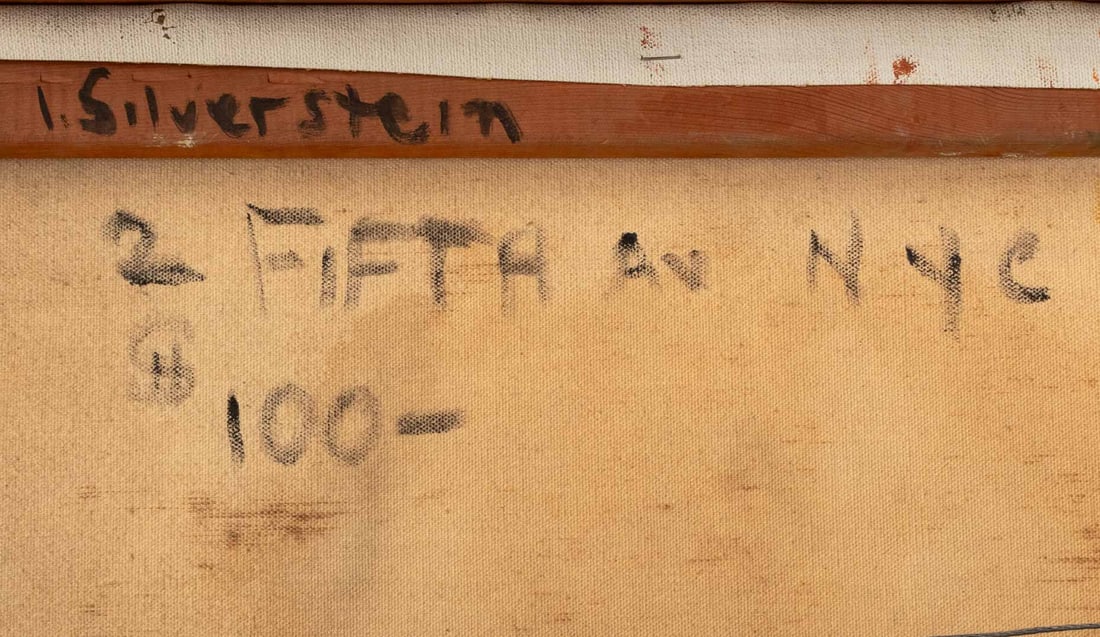 I. Silverstein
2 FIFTH Av NYC
$
100-